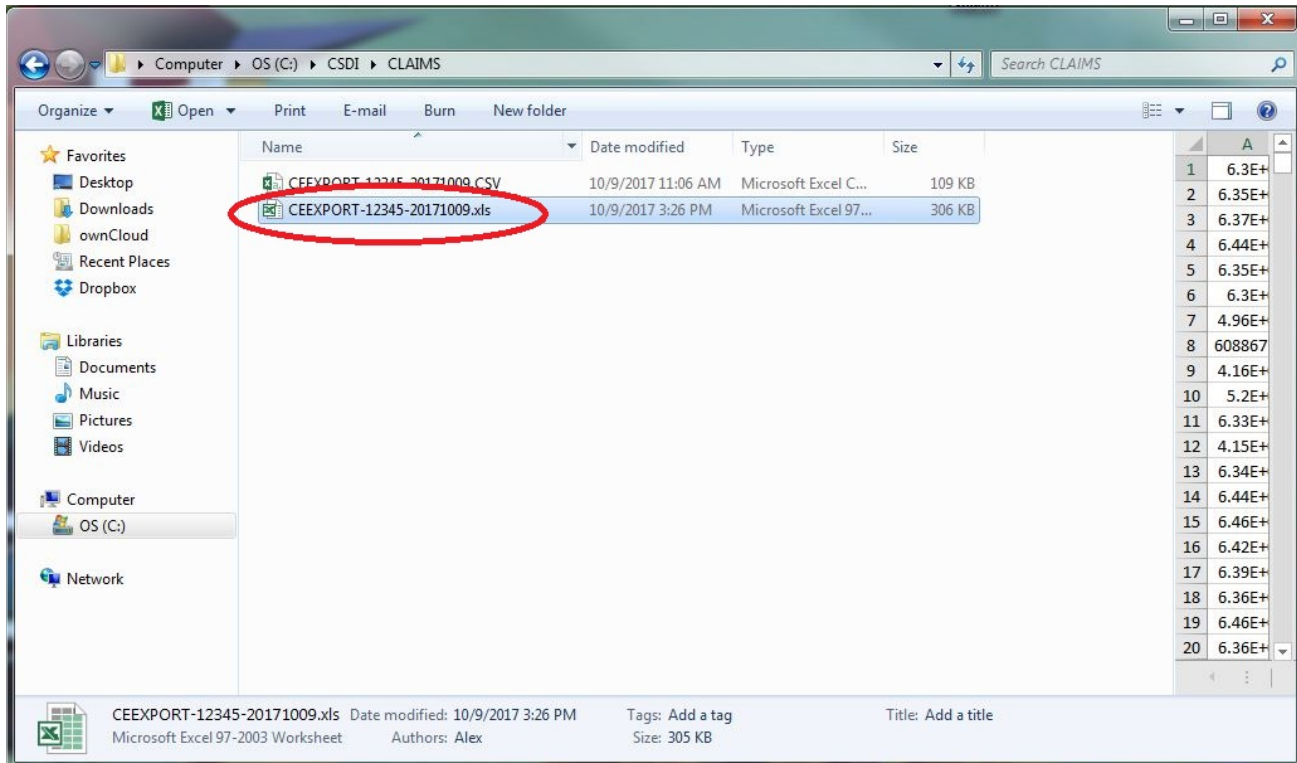 Computer OS (C:) CSDI CLAIMS Search CLAIMS
Organize Open Print E-mail Burn New folder
Favorites
Desktop
Downloads
ownCloud
Recent Places
Dropbox
Libraries
Documents
Music
Pictures
Videos
Computer
OS (C:)
Network
Name Date modified Type Size
CEEXPORT-12345-20171009.CSV 10/9/2017 11:06 AM Microsoft Excel C... 109 KB
CEEXPORT-12345-20171009.xls 10/9/2017 3:26 PM Microsoft Excel 97... 306 KB
A
1 6.3E+
2 6.35E+
3 6.37E+
4 6.44E+
5 6.35E+
6 6.3E+
7 4.96E+
8 608867
9 4.16E+
10 5.2E+
11 6.33E+
12 4.15E+
13 6.34E+
14 6.44E+
15 6.46E+
16 6.42E+
17 6.39E+
18 6.36E+
19 6.46E+
20 6.36E+
CEEXPORT-12345-20171009.xls Date modified: 10/9/2017 3:26 PM Tags: Add a tag Title: Add a title
Microsoft Excel 97-2003 Worksheet Authors: Alex Size: 305 KB